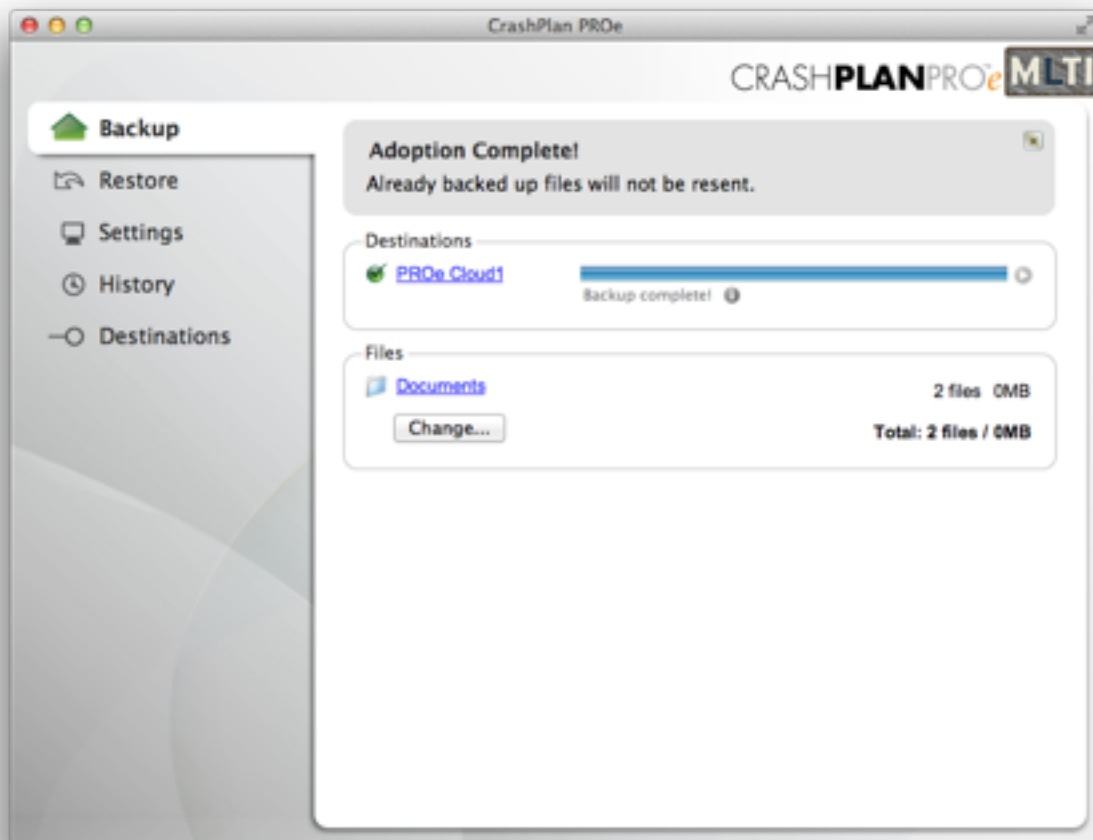 CrashPlan PROe
CRASHPLANPRO™e MLTI
Backup
Restore
Settings
History
Destinations
Adoption Complete!
Already backed up files will not be resent.
Destinations
PROe Cloud1
Backup complete!
Files
Documents 2 files 0MB
Change... Total: 2 files / 0MB